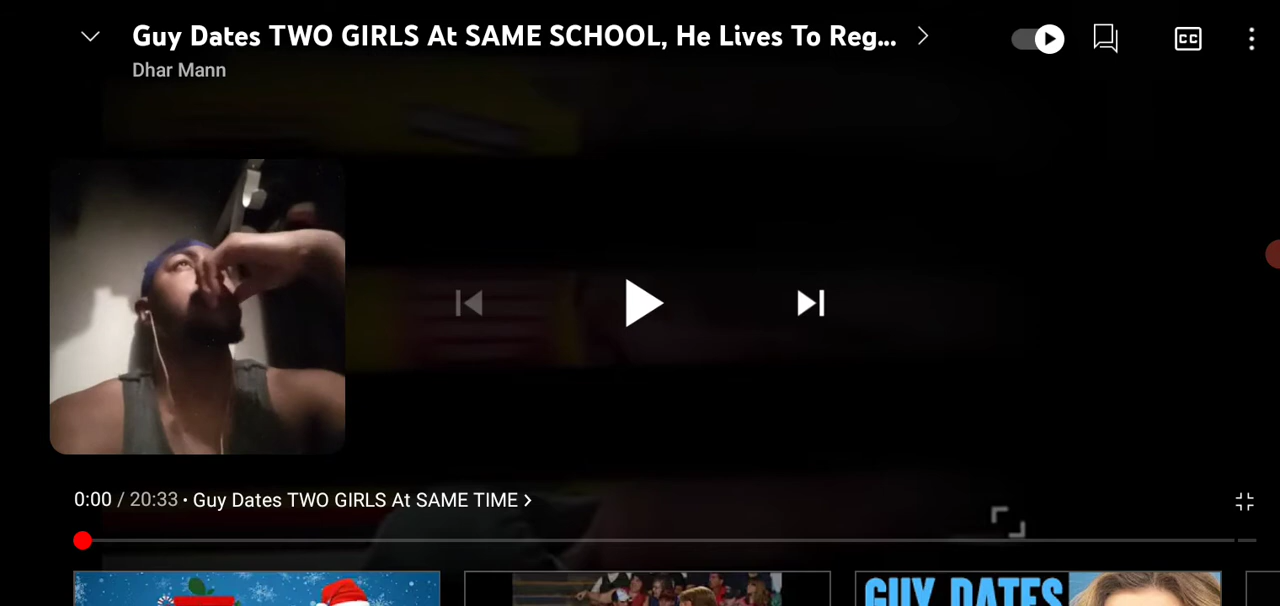 Guy Dates TWO GIRLS At SAME SCHOOL, He Lives To Reg...
Dhar Mann
CC
0:00 / 20:33 · Guy Dates TWO GIRLS At SAME TIME >
GUY DATES